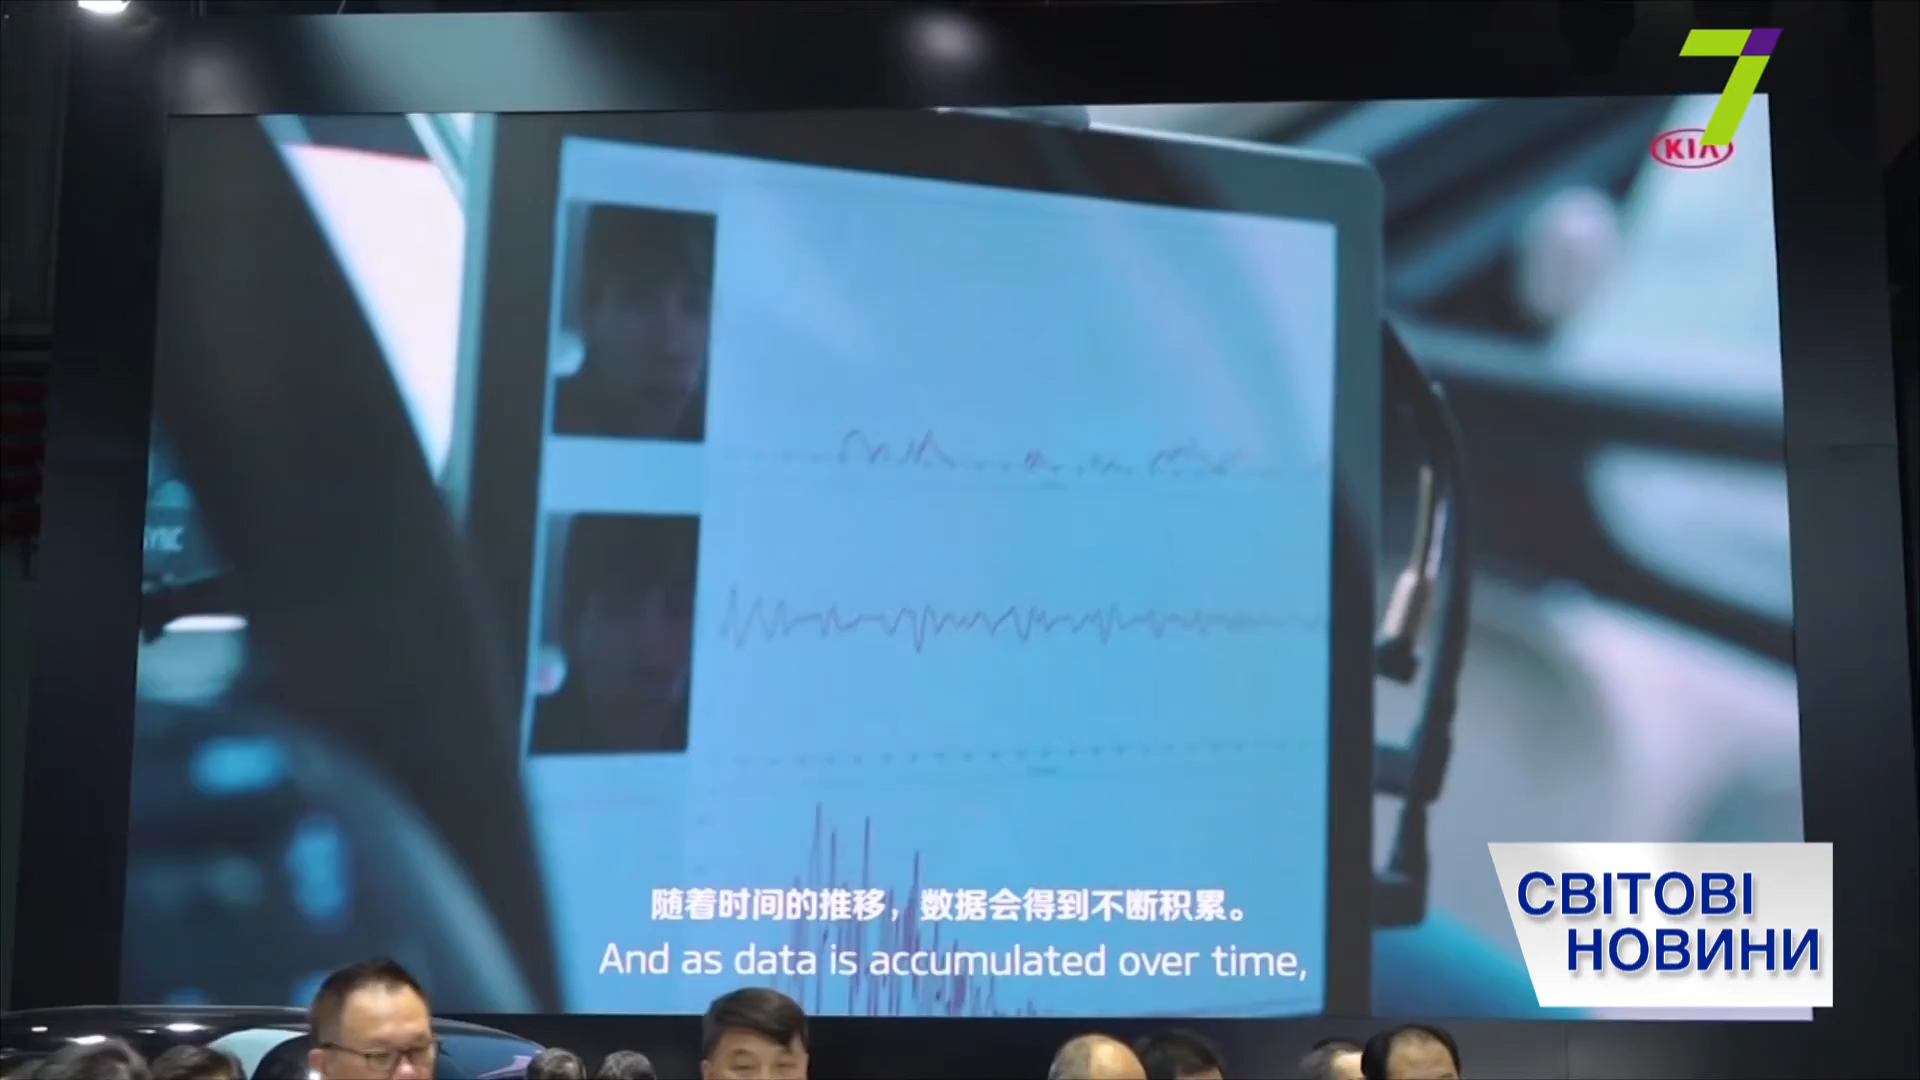 7
KIA
SYNC
随着时间的推移，数据会得到不断积累。
And as data is accumulated over time,
СВІТОВІ
НОВИНИ